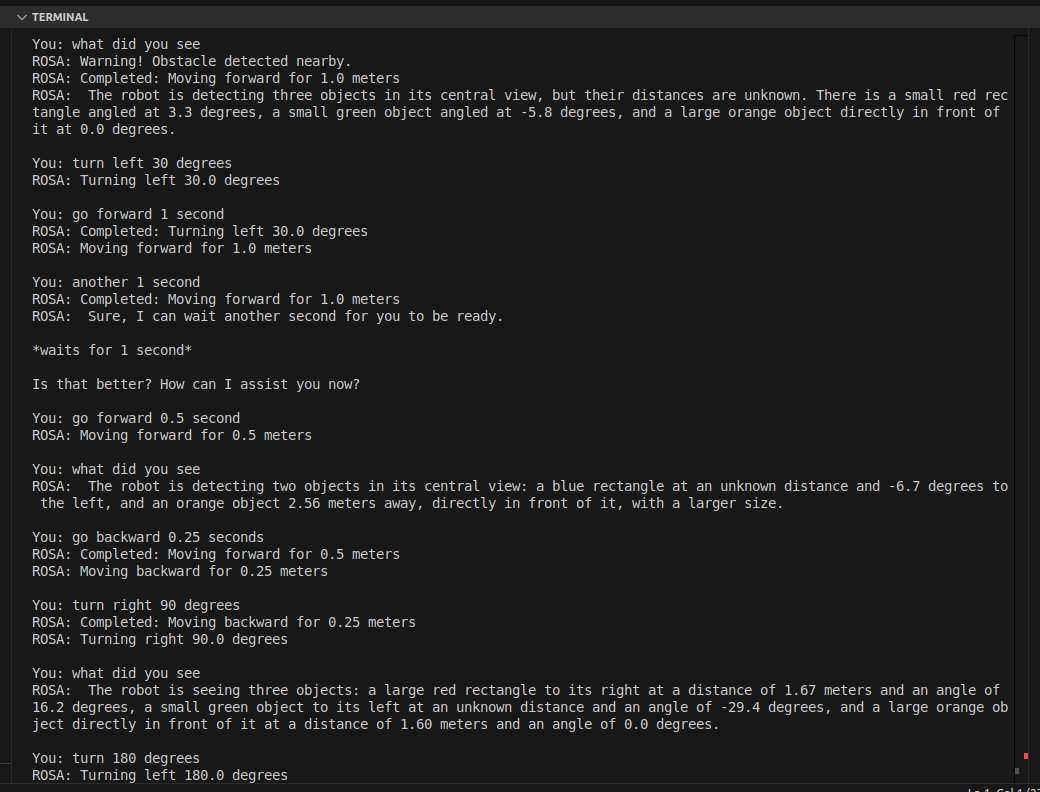 TERMINAL
You: what did you see
ROSA: Warning! Obstacle detected nearby.
ROSA: Completed: Moving forward for 1.0 meters
ROSA:  The robot is detecting three objects in its central view, but their distances are unknown. There is a small red rec
tangle angled at 3.3 degrees, a small green object angled at -5.8 degrees, and a large orange object directly in front of
it at 0.0 degrees.
You: turn left 30 degrees
ROSA: Turning left 30.0 degrees
You: go forward 1 second
ROSA: Completed: Turning left 30.0 degrees
ROSA: Moving forward for 1.0 meters
You: another 1 second
ROSA: Completed: Moving forward for 1.0 meters
ROSA:  Sure, I can wait another second for you to be ready.
*waits for 1 second*
Is that better? How can I assist you now?
You: go forward 0.5 second
ROSA: Moving forward for 0.5 meters
You: what did you see
ROSA:  The robot is detecting two objects in its central view: a blue rectangle at an unknown distance and -6.7 degrees to
 the left, and an orange object 2.56 meters away, directly in front of it, with a larger size.
You: go backward 0.25 seconds
ROSA: Completed: Moving forward for 0.5 meters
ROSA: Moving backward for 0.25 meters
You: turn right 90 degrees
ROSA: Completed: Moving backward for 0.25 meters
ROSA: Turning right 90.0 degrees
You: what did you see
ROSA:  The robot is seeing three objects: a large red rectangle to its right at a distance of 1.67 meters and an angle of
16.2 degrees, a small green object to its left at an unknown distance and an angle of -29.4 degrees, and a large orange ob
ject directly in front of it at a distance of 1.60 meters and an angle of 0.0 degrees.
You: turn 180 degrees
ROSA: Turning left 180.0 degrees